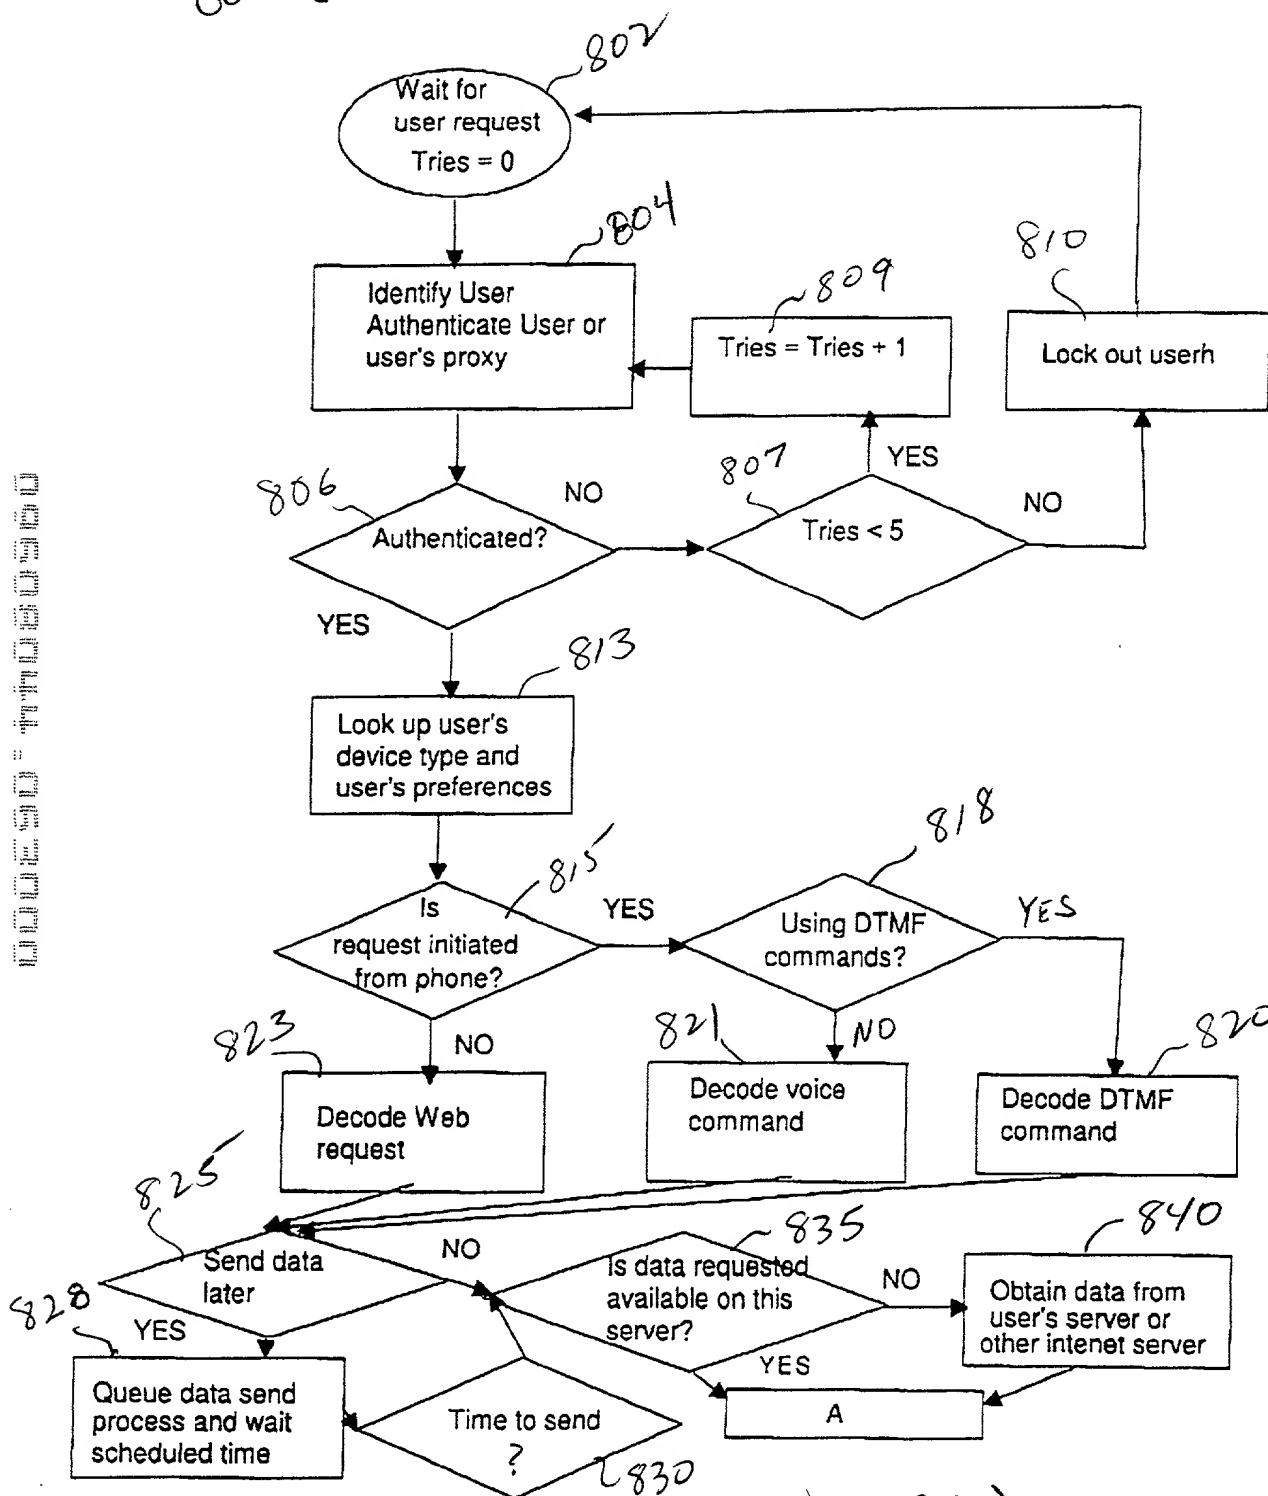 802
Wait for
user request
Tries = 0
804
810
809
Identify User
Authenticate User or
user's proxy
Tries = Tries + 1
Lock out userh
YES
807
806
NO
NO
Authenticated?
Tries < 5
YES
813
Look up user's
device type and
user's preferences
818
815
Is
request initiated
from phone?
YES
Using DTMF
commands?
YES
823
NO
821
NO
820
Decode Web
request
Decode voice
command
Decode DTMF
command
825
835
840
Send data
later
NO
Is data requested
available on this
server?
NO
Obtain data from
user's server or
other intenet server
828
YES
YES
Queue data send
process and wait
scheduled time
Time to send
?
A
830